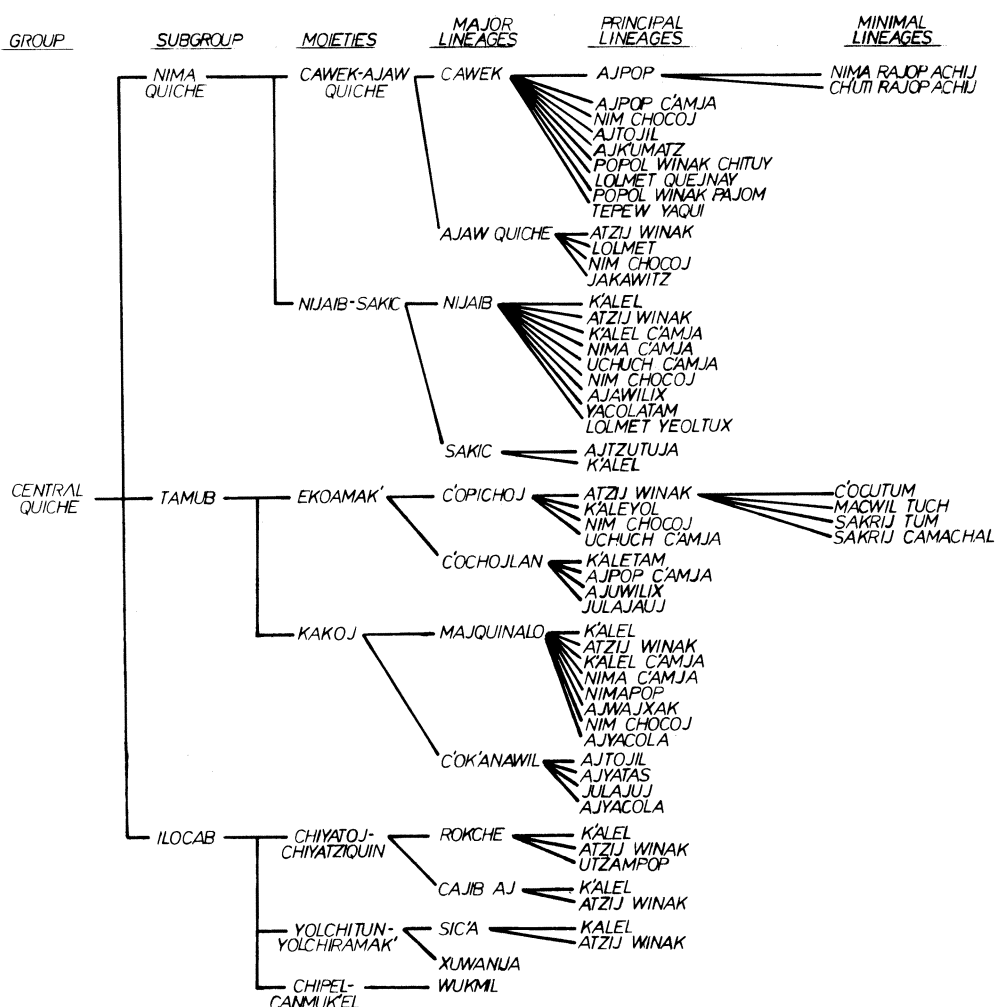 GROUP SUBGROUP MOIETIES MAJOR LINEAGES PRINCIPAL LINEAGES MINIMAL LINEAGES
NIMA QUICHE
CAWEK-AJAW QUICHE
CAWEK
AJPOP
NIMA RAJOP ACHIJ
CHUTI RAJOP ACHIJ
AJPOP C'AMJA
NIM CHOCOJ
AJTOJIL
AJK'UMATZ
POPOL WINAK CHITUY
LOLMET QUEJNAY
POPOL WINAK PAJOM
TEPEW YAQUI
AJAW QUICHE
ATZIJ WINAK
LOLMET
NIM CHOCOJ
JAKAWITZ
NIJAIB-SAKIC
NIJAIB
K'ALEL
ATZIJ WINAK
K'ALEL C'AMJA
NIMA C'AMJA
UCHUCH C'AMJA
NIM CHOCOJ
AJAWILIX
YACOLATAM
LOLMET YEOLTUX
SAKIC
AJTZUTUJA
K'ALEL
CENTRAL QUICHE
TAMUB
EKOAMAK'
C'OPICHOJ
ATZIJ WINAK
C'OCUTUM
MACWIL TUCH
SAKRIJ TUM
SAKRIJ CAMACHAL
K'ALEYOL
NIM CHOCOJ
UCHUCH C'AMJA
C'OCHOJLAN
K'ALETAM
AJPOP C'AMJA
AJUWILIX
JULAJAUJ
KAKOJ
MAJQUINALO
K'ALEL
ATZIJ WINAK
K'ALEL C'AMJA
NIMA C'AMJA
NIMAPOP
AJWAJXAK
NIM CHOCOJ
AJYACOLA
C'OK'ANAWIL
AJTOJIL
AJYATAS
JULAJUJ
AJYACOLA
ILOCAB
CHIYATOJ-
CHIYATZIQUIN
ROKCHE
K'ALEL
ATZIJ WINAK
UTZAMPOP
CAJIB AJ
K'ALEL
ATZIJ WINAK
YOLCHITUN-
YOLCHIRAMAK'
SIC'A
KALEL
ATZIJ WINAK
XUWANIJA
CHIPEL-
CANMUK'EL
WUKMIL